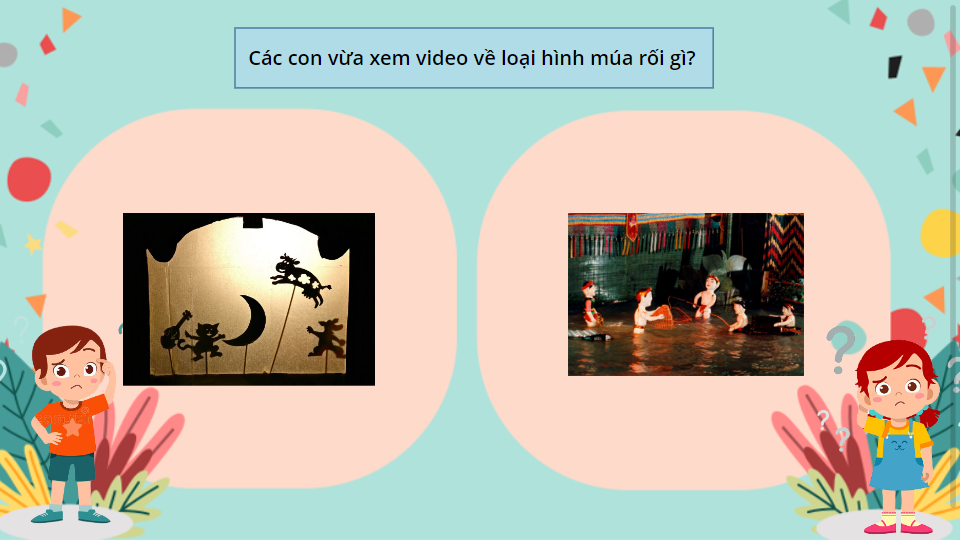 Các con vừa xem video về loại hình múa rối gì?